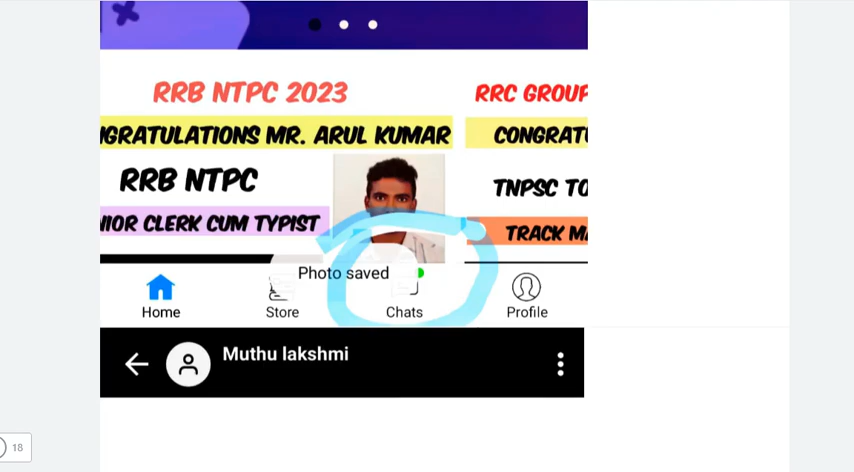 RRB NTPC 2023
RRC GROUP
NGRATULATIONS MR. ARUL KUMAR
CONGRATU
RRB NTPC
TNPSC TO
NIOR CLERK CUM TYPIST
TRACK MA
Photo saved
Home
Store
Chats
Profile
Muthu lakshmi
18